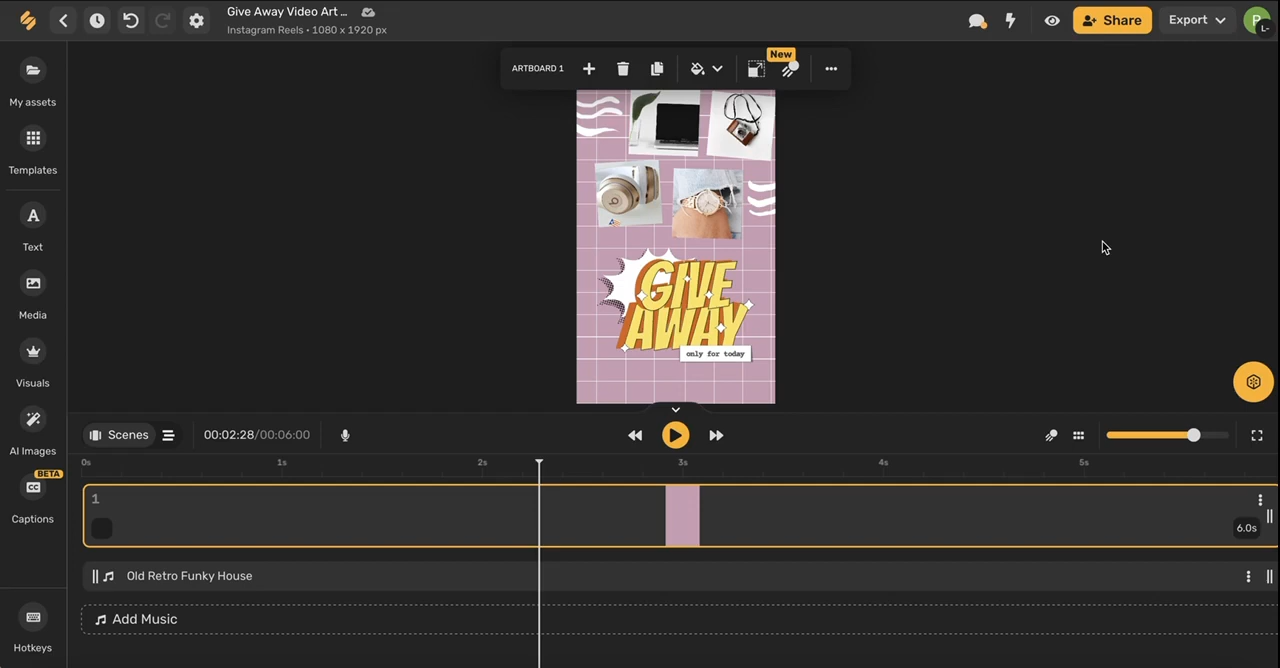 Give Away Video Art ...
Instagram Reels • 1080 x 1920 px
Share
Export
P
L-
New
ARTBOARD 1
My assets
Templates
Text
Media
Visuals
AI Images
BETA
CC
Captions
Hotkeys
GIVE
AWAY
only for today
Scenes
00:02:28/00:06:00
0s 1s 2s 3s 4s 5s
1
6.0s
Old Retro Funky House
Add Music